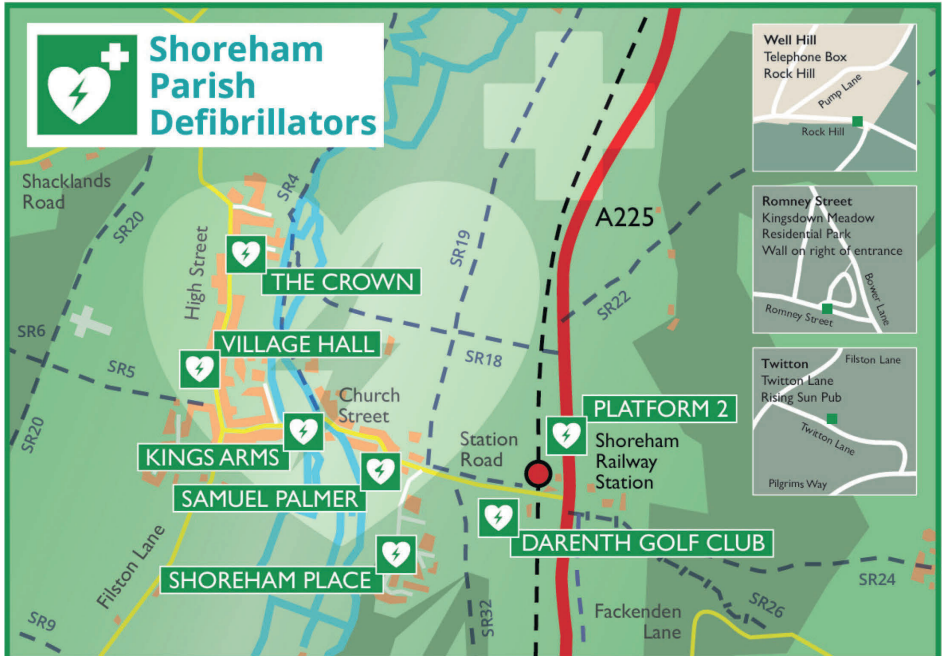 Shoreham
Parish
Defibrillators
Shacklands
Road
SR20
SR4
SR19
A225
High Street
THE CROWN
SR22
SR6
VILLAGE HALL
SR5
SR18
SR20
Church
Street
PLATFORM 2
KINGS ARMS
Station
Road
Shoreham
Railway
Station
SAMUEL PALMER
DARENTH GOLF CLUB
SHOREHAM PLACE
Filston Lane
SR9
SR32
SR24
SR26
Fackenden
Lane
Well Hill
Telephone Box
Rock Hill
Pump Lane
Rock Hill
Romney Street
Kingsdown Meadow
Residential Park
Wall on right of entrance
Bower Lane
Romney Street
Filston Lane
Twitton
Twitton Lane
Rising Sun Pub
Twitton Lane
Pilgrims Way